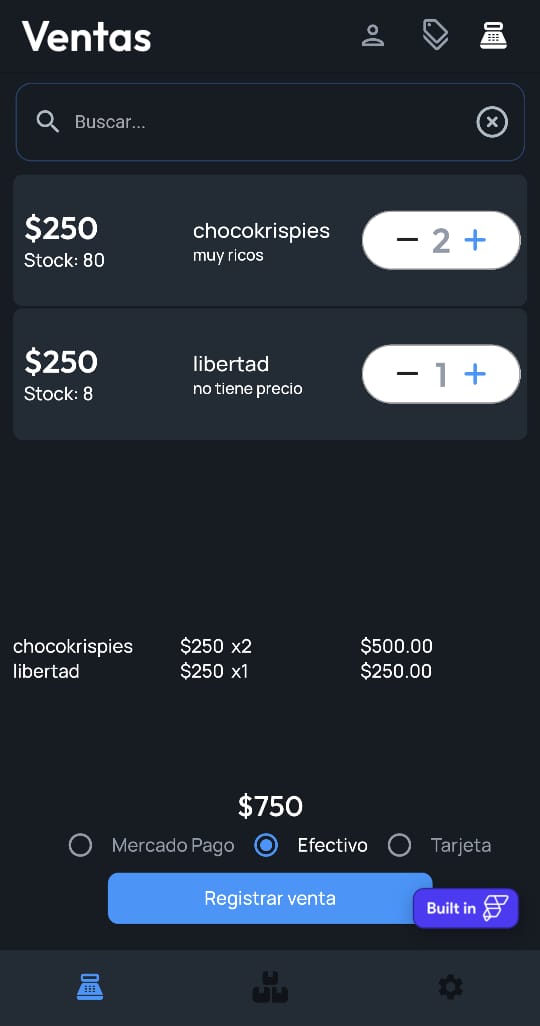 Ventas
Buscar...
$250
Stock: 80
chocokrispies
muy ricos
2
$250
Stock: 8
libertad
no tiene precio
1
chocokrispies $250 x2 $500.00
libertad $250 x1 $250.00
$750
Mercado Pago Efectivo Tarjeta
Registrar venta
Built in